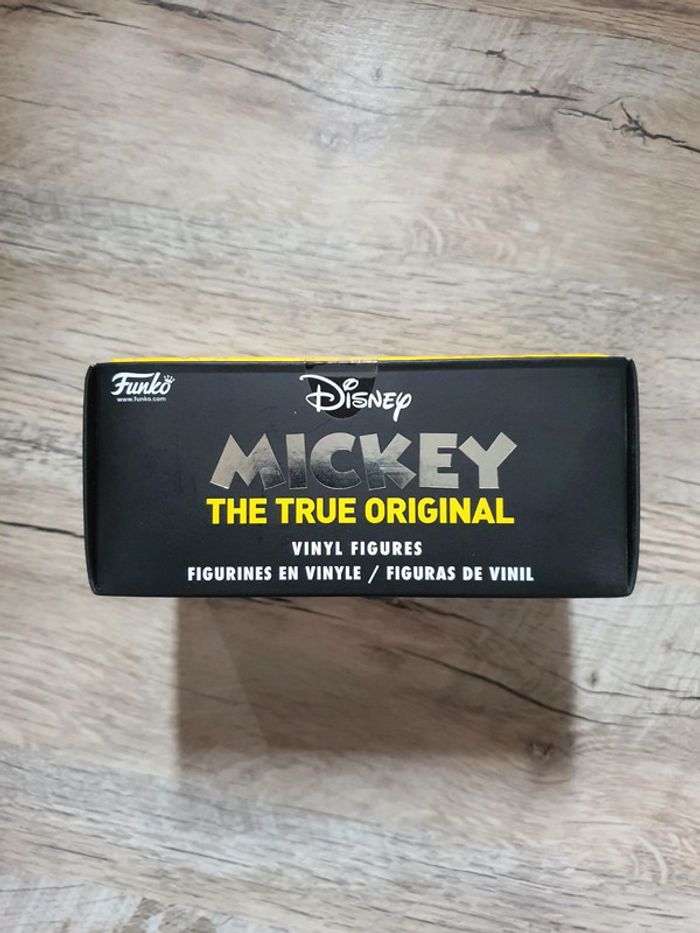 Funko
www.funko.com
Disney
MICKEY
THE TRUE ORIGINAL
VINYL FIGURES
FIGURINES EN VINYLE / FIGURAS DE VINIL